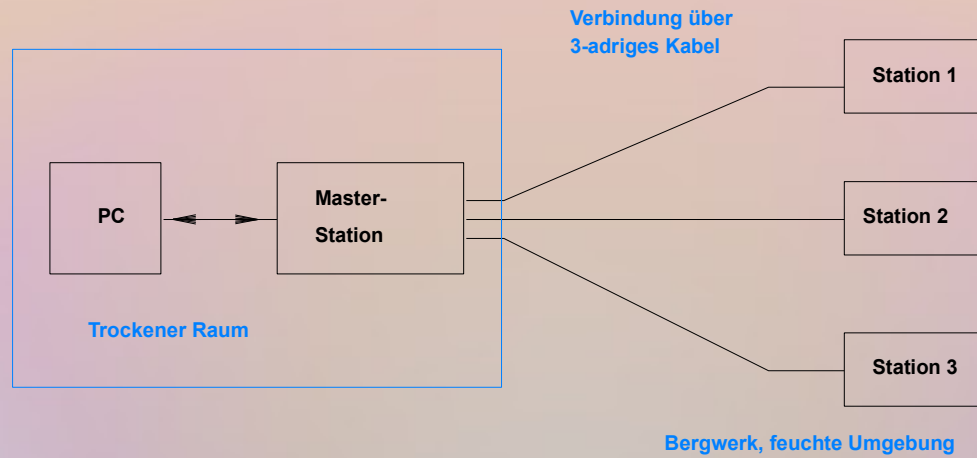 Verbindung über
3-adriges Kabel
Station 1
PC
Master-
Station
Station 2
Trockener Raum
Station 3
Bergwerk, feuchte Umgebung